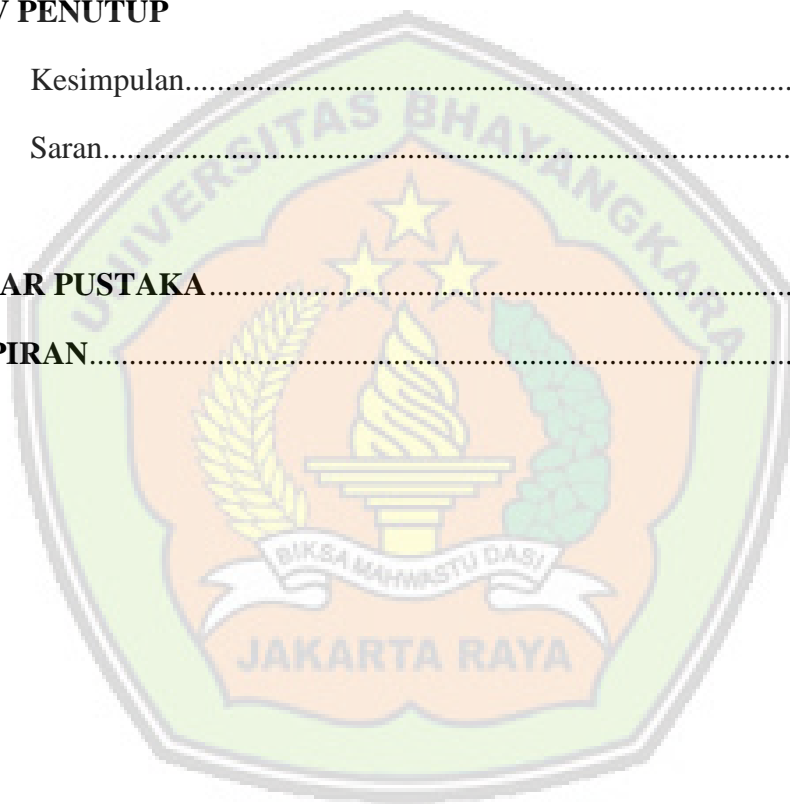 PENUTUP
Kesimpulan........................................................................
Saran........................................................................
AR PUSTAKA........................................................................
PIRAN........................................................................
UNIVERSITAS BHAYANGKARA
BIKSA MAHWASTU DASI
JAKARTA RAYA